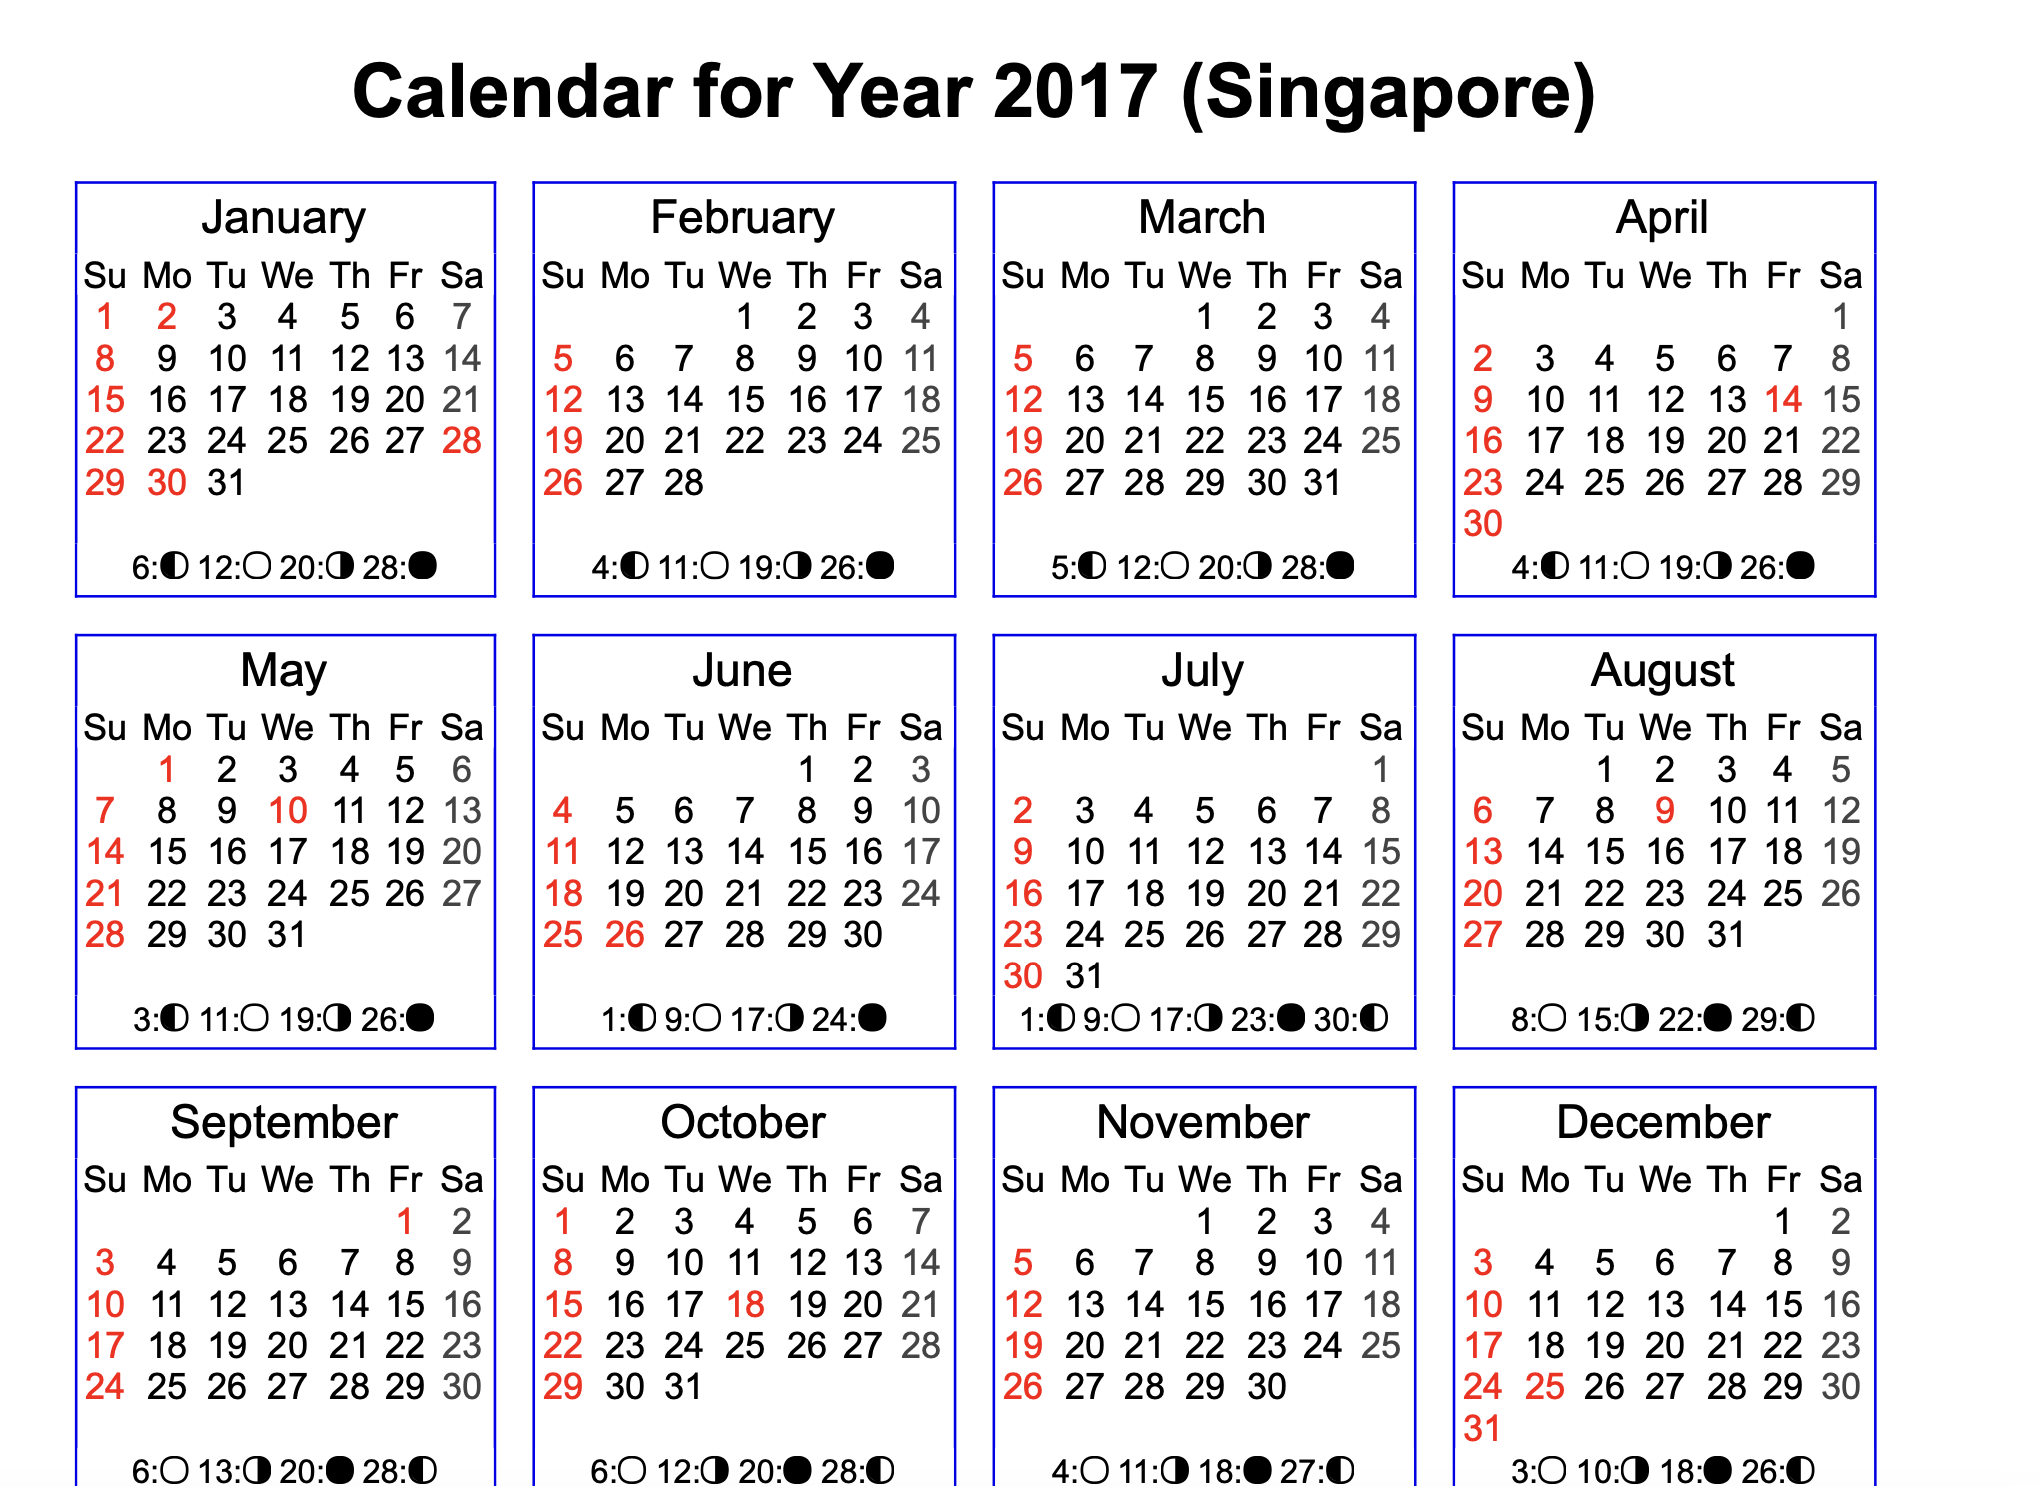 Calendar for Year 2017 (Singapore)
January
Su Mo Tu We Th Fr Sa
1 2 3 4 5 6 7
8 9 10 11 12 13 14
15 16 17 18 19 20 21
22 23 24 25 26 27 28
29 30 31
6: 12: 20: 28:
February
Su Mo Tu We Th Fr Sa
1 2 3 4
5 6 7 8 9 10 11
12 13 14 15 16 17 18
19 20 21 22 23 24 25
26 27 28
4: 11: 19: 26:
March
Su Mo Tu We Th Fr Sa
1 2 3 4
5 6 7 8 9 10 11
12 13 14 15 16 17 18
19 20 21 22 23 24 25
26 27 28 29 30 31
5: 12: 20: 28:
April
Su Mo Tu We Th Fr Sa
1
2 3 4 5 6 7 8
9 10 11 12 13 14 15
16 17 18 19 20 21 22
23 24 25 26 27 28 29
30
4: 11: 19: 26:
May
Su Mo Tu We Th Fr Sa
1 2 3 4 5 6
7 8 9 10 11 12 13
14 15 16 17 18 19 20
21 22 23 24 25 26 27
28 29 30 31
3: 11: 19: 26:
June
Su Mo Tu We Th Fr Sa
1 2 3
4 5 6 7 8 9 10
11 12 13 14 15 16 17
18 19 20 21 22 23 24
25 26 27 28 29 30
1: 9: 17: 24:
July
Su Mo Tu We Th Fr Sa
1
2 3 4 5 6 7 8
9 10 11 12 13 14 15
16 17 18 19 20 21 22
23 24 25 26 27 28 29
30 31
1: 9: 17: 23: 30:
August
Su Mo Tu We Th Fr Sa
1 2 3 4 5
6 7 8 9 10 11 12
13 14 15 16 17 18 19
20 21 22 23 24 25 26
27 28 29 30 31
8: 15: 22: 29:
September
Su Mo Tu We Th Fr Sa
1 2
3 4 5 6 7 8 9
10 11 12 13 14 15 16
17 18 19 20 21 22 23
24 25 26 27 28 29 30
6: 13: 20: 28:
October
Su Mo Tu We Th Fr Sa
1 2 3 4 5 6 7
8 9 10 11 12 13 14
15 16 17 18 19 20 21
22 23 24 25 26 27 28
29 30 31
6: 12: 20: 28:
November
Su Mo Tu We Th Fr Sa
1 2 3 4
5 6 7 8 9 10 11
12 13 14 15 16 17 18
19 20 21 22 23 24 25
26 27 28 29 30
4: 11: 18: 27:
December
Su Mo Tu We Th Fr Sa
1 2
3 4 5 6 7 8 9
10 11 12 13 14 15 16
17 18 19 20 21 22 23
24 25 26 27 28 29 30
31
3: 10: 18: 26: